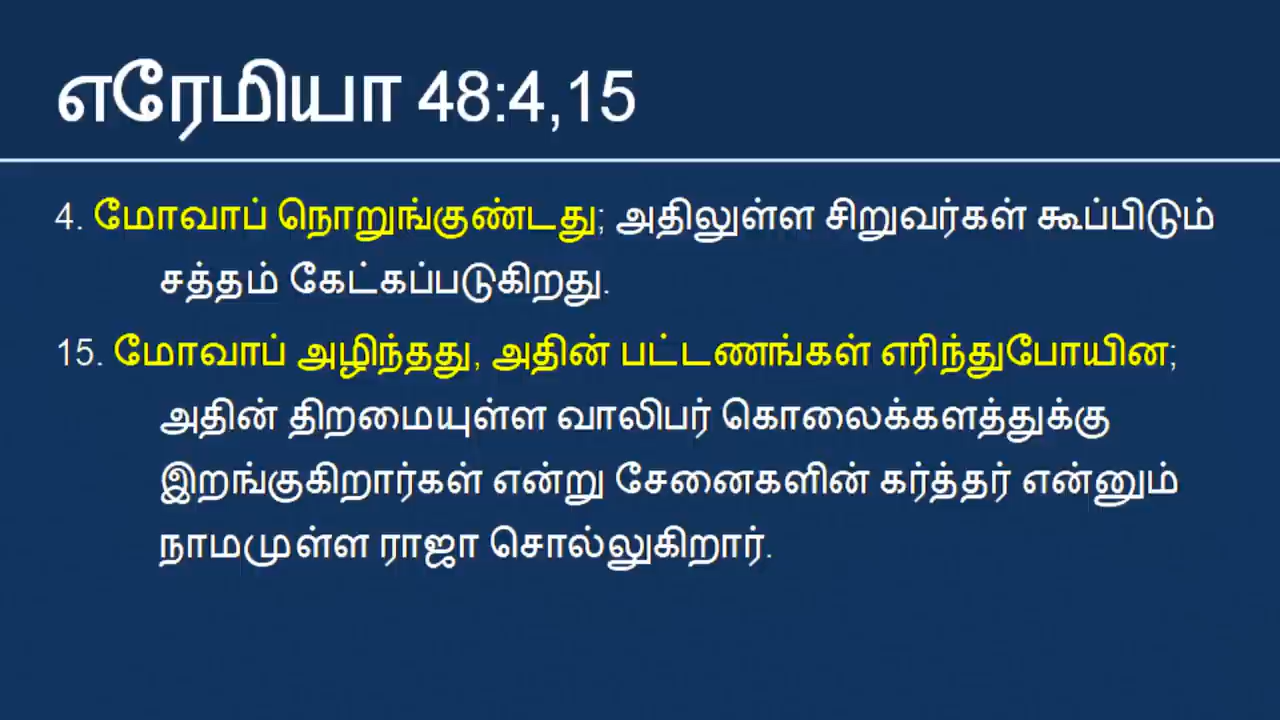 எரேமியா 48:4,15
4. மோவாப் நொறுங்குண்டது; அதிலுள்ள சிறுவர்கள் கூப்பிடும்
சத்தம் கேட்கப்படுகிறது.
15. மோவாப் அழிந்தது, அதின் பட்டணங்கள் எரிந்துபோயின;
அதின் திறமையுள்ள வாலிபர் கொலைக்களத்துக்கு
இறங்குகிறார்கள் என்று சேனைகளின் கர்த்தர் என்னும்
நாமமுள்ள ராஜா சொல்லுகிறார்.